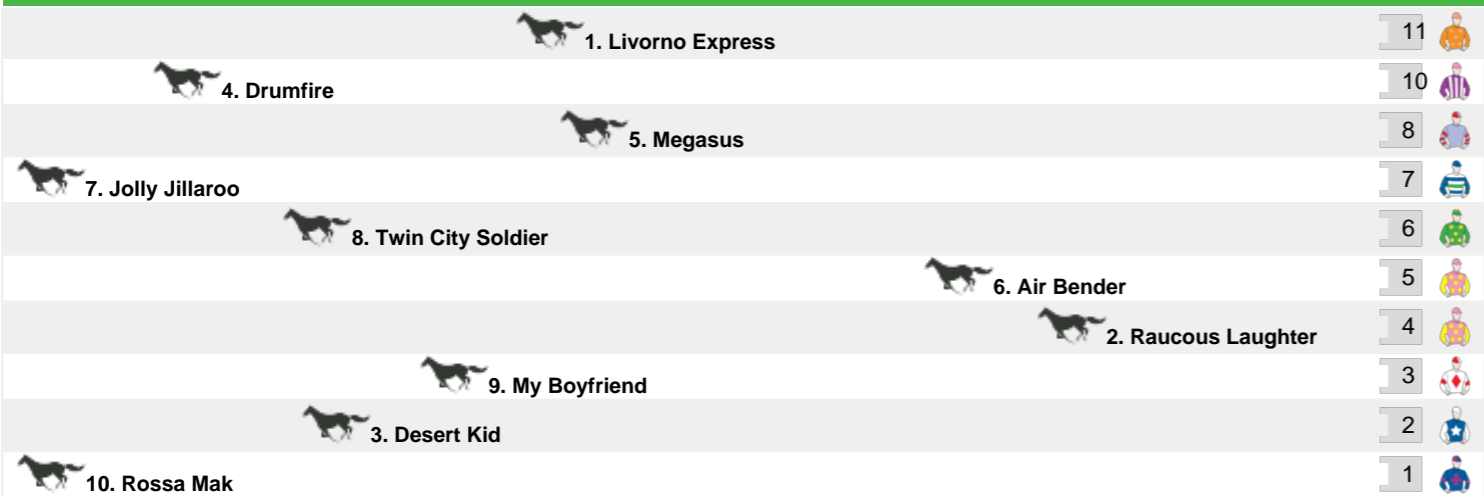 1. Livorno Express 11
4. Drumfire 10
5. Megasus 8
7. Jolly Jillaroo 7
8. Twin City Soldier 6
6. Air Bender 5
2. Raucous Laughter 4
9. My Boyfriend 3
3. Desert Kid 2
10. Rossa Mak 1